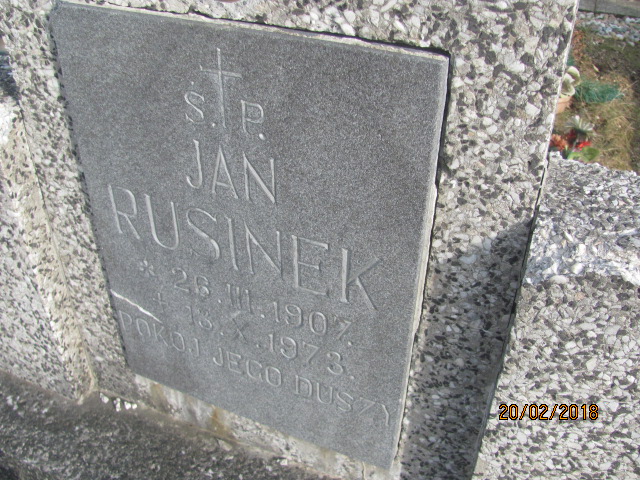 Ś.P.
JAN
RUSINEK
* 26.III.1907.
+ 13.X.1973.
POKÓJ JEGO DUSZY
20/02/2018